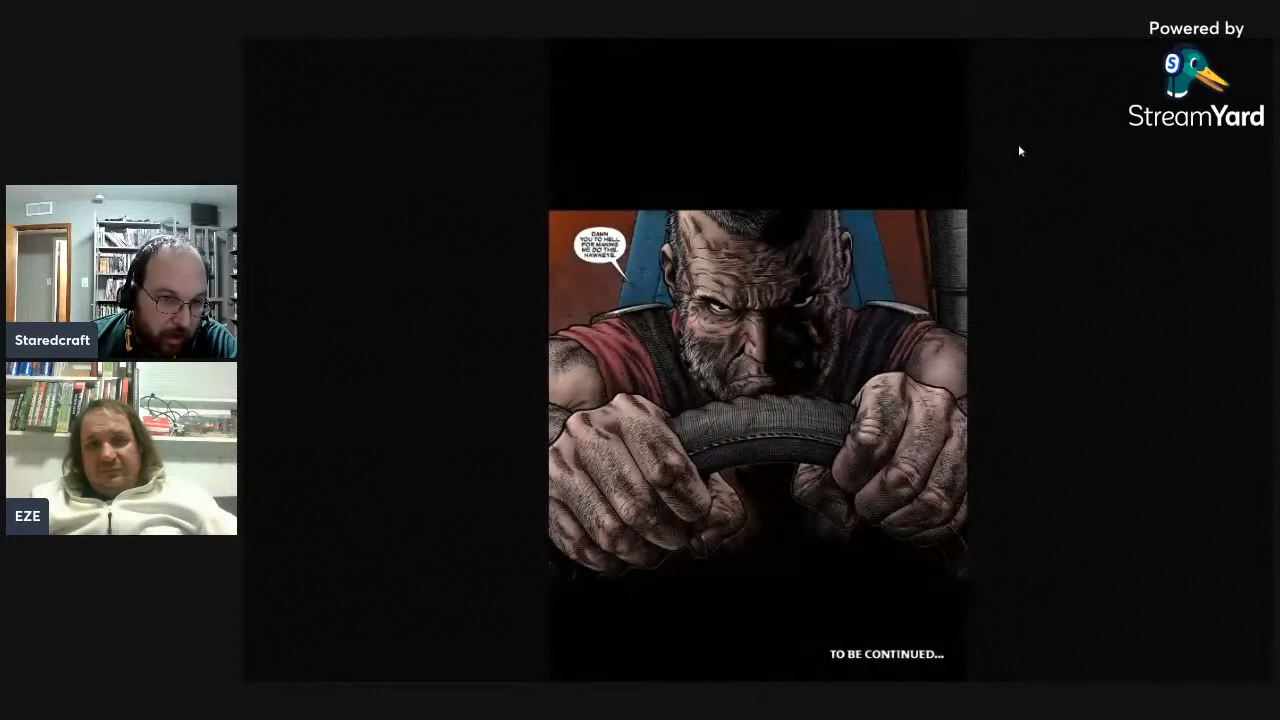 Powered by
S
StreamYard
DAMN
YOU TO HELL
FOR MAKING
ME DO THIS,
HAWKEYE.
Staredcraft
EZE
TO BE CONTINUED...